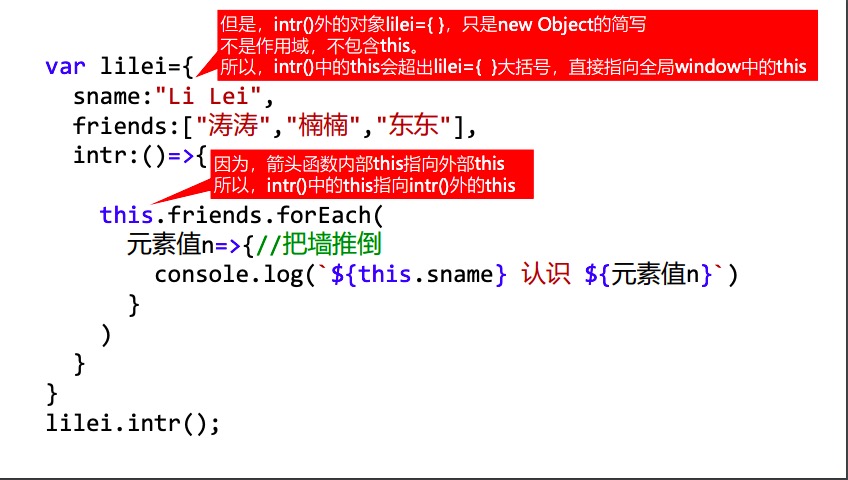 但是，intr()外的对象lilei={ }，只是new Object的简写
不是作用域，不包含this。
所以，intr()中的this会超出lilei={  }大括号，直接指向全局window中的this
var lilei={
sname:"Li Lei",
friends:["涛涛","楠楠","东东"],
intr:()=>{
因为，箭头函数内部this指向外部this
所以，intr()中的this指向intr()外的this
this.friends.forEach(
元素值n=>{//把墙推倒
console.log(`${this.sname} 认识 ${元素值n}`)
}
)
}
}
lilei.intr();